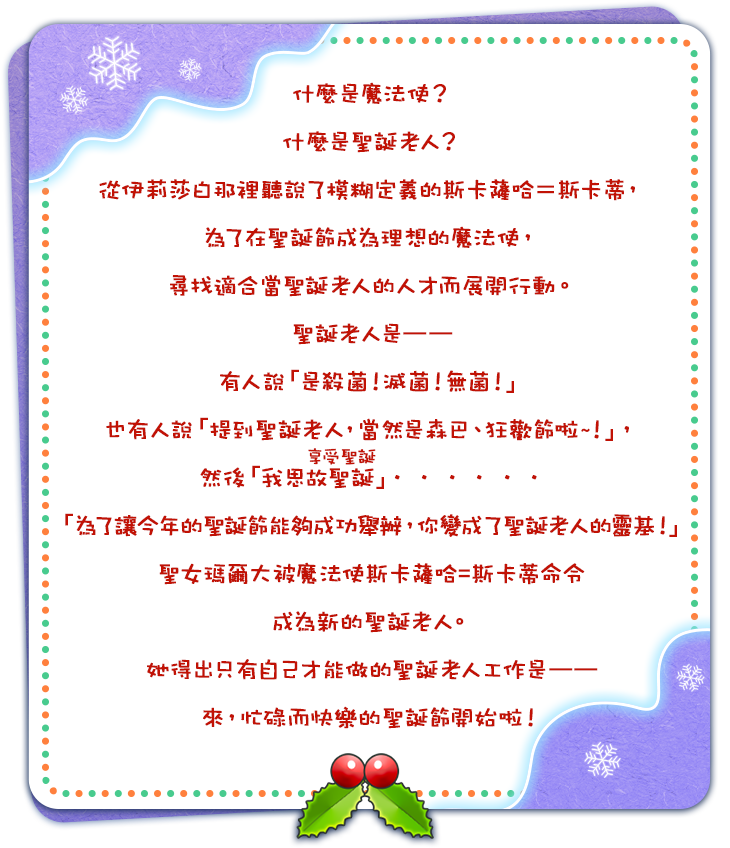 什麼是魔法使？
什麼是聖誕老人？
從伊莉莎白那裡聽說了模糊定義的斯卡薩哈＝斯卡蒂，
為了在聖誕節成為理想的魔法使，
尋找適合當聖誕老人的人才而展開行動。
聖誕老人是——
有人說「是殺菌！滅菌！無菌！」
也有人說「提到聖誕老人，當然是森巴、狂歡節啦~！」，
享受聖誕
然後「我思故聖誕」・・・・・・
「為了讓今年的聖誕節能夠成功舉辦，你變成了聖誕老人的靈基！」
聖女瑪爾大被魔法使斯卡薩哈=斯卡蒂命令
成為新的聖誕老人。
她得出只有自己才能做的聖誕老人工作是——
來，忙碌而快樂的聖誕節開始啦！